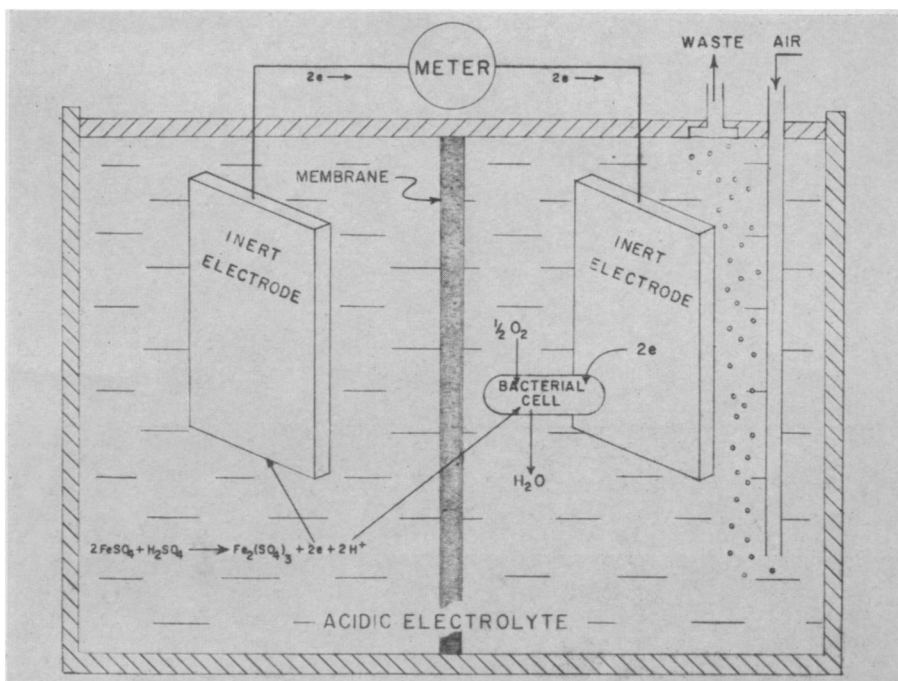 WASTE AIR
METER
2e → 2e →
MEMBRANE
INERT
ELECTRODE
INERT
ELECTRODE
½ O₂
2e
BACTERIAL
CELL
H₂O
2FeSO₄ + H₂SO₄ → Fe₂(SO₄)₃ + 2e + 2H⁺
ACIDIC ELECTROLYTE